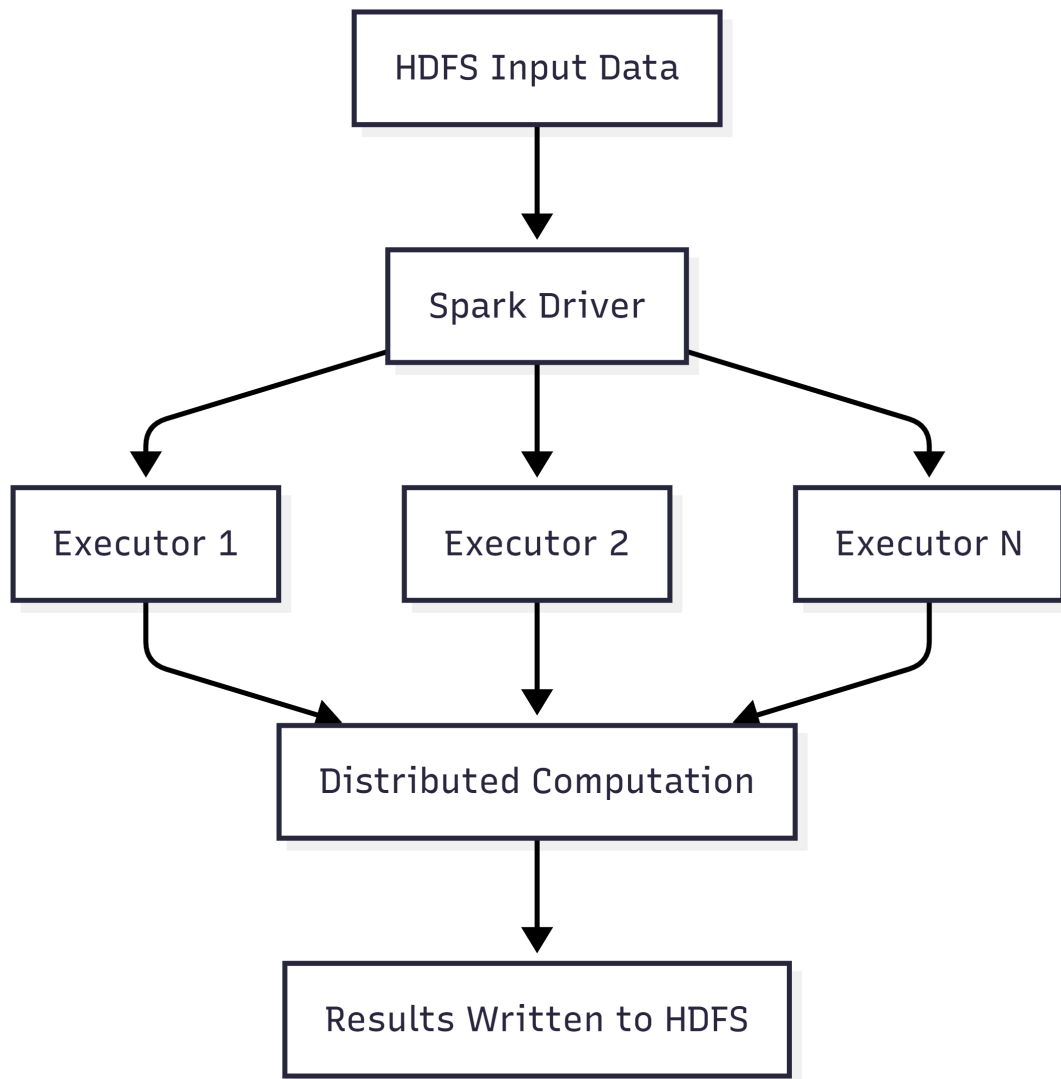 HDFS Input Data
Spark Driver
Executor 1
Executor 2
Executor N
Distributed Computation
Results Written to HDFS